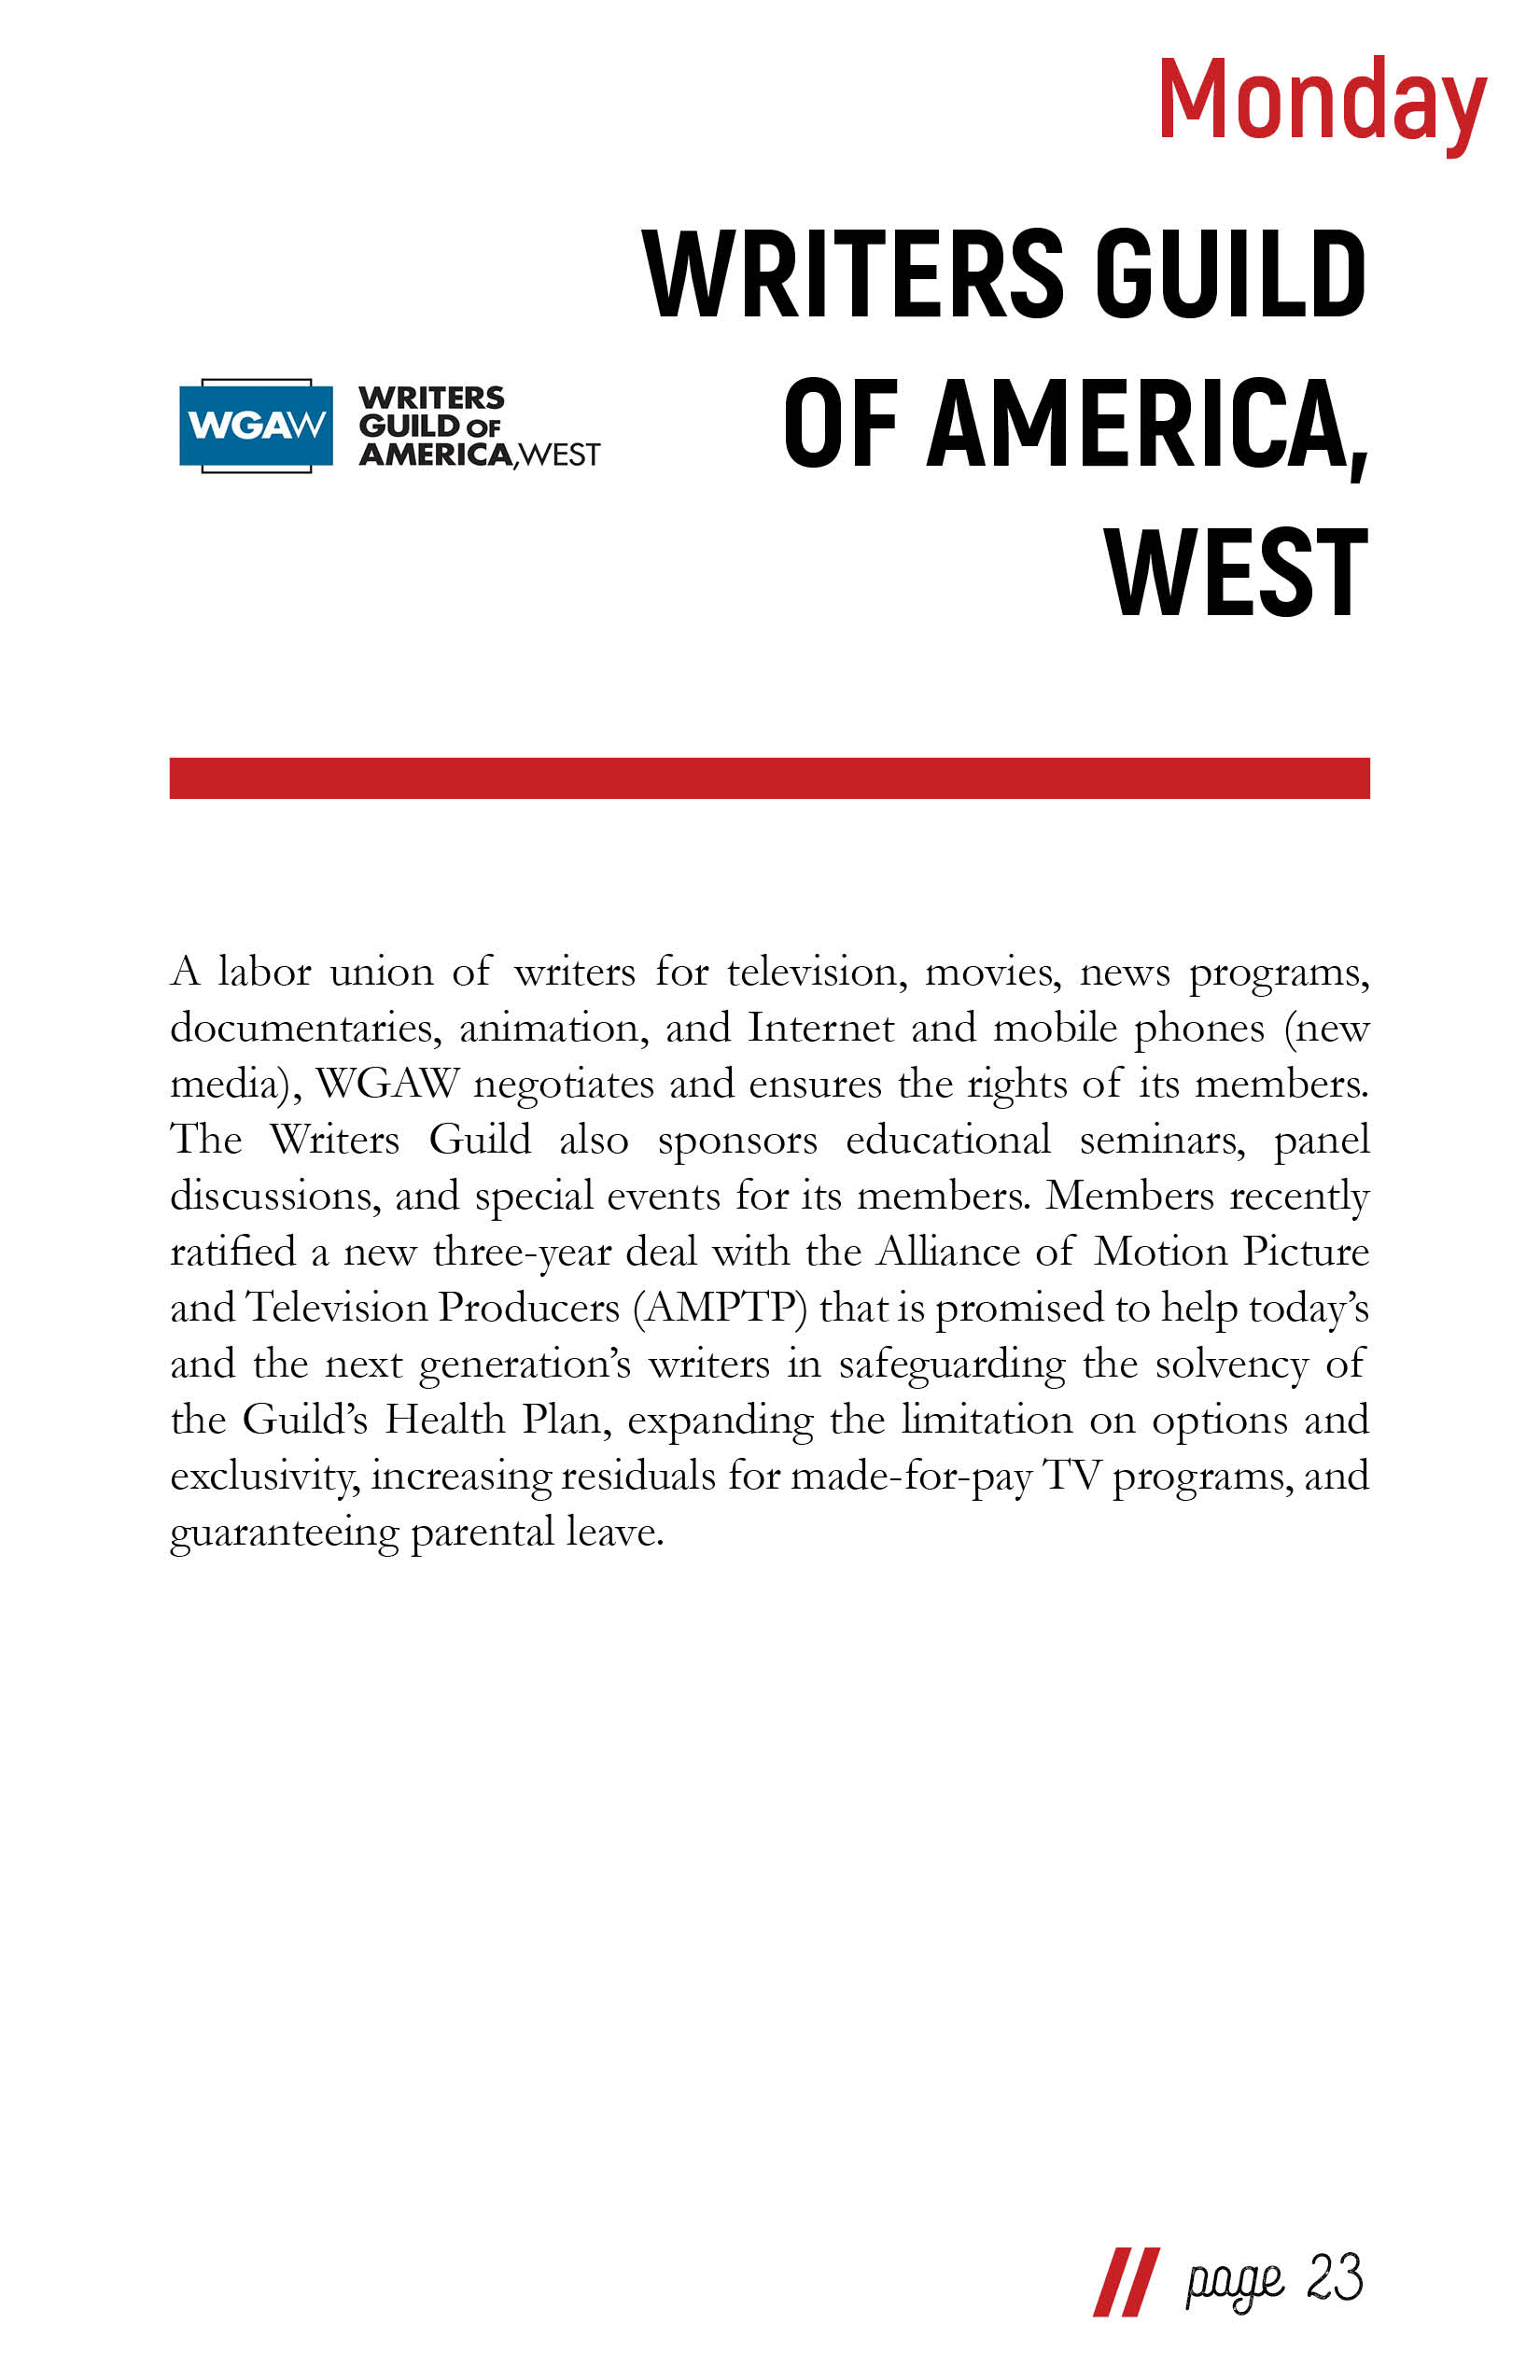 Monday
WRITERS GUILD
OF AMERICA,
WEST
WGAW
WRITERS
GUILD OF
AMERICA, WEST
A labor union of writers for television, movies, news programs,
documentaries, animation, and Internet and mobile phones (new
media), WGAW negotiates and ensures the rights of its members.
The Writers Guild also sponsors educational seminars, panel
discussions, and special events for its members. Members recently
ratified a new three-year deal with the Alliance of Motion Picture
and Television Producers (AMPTP) that is promised to help today’s
and the next generation’s writers in safeguarding the solvency of
the Guild’s Health Plan, expanding the limitation on options and
exclusivity, increasing residuals for made-for-pay TV programs, and
guaranteeing parental leave.
// page 23